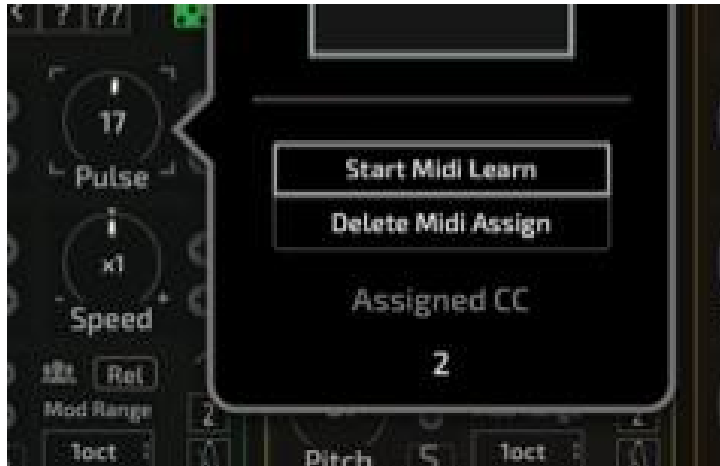 ? ??
17
Pulse
x1
Speed
- +
Rel
Mod Range
2
1oct
Start Midi Learn
Delete Midi Assign
Assigned CC
2
Pitch
S
1oct